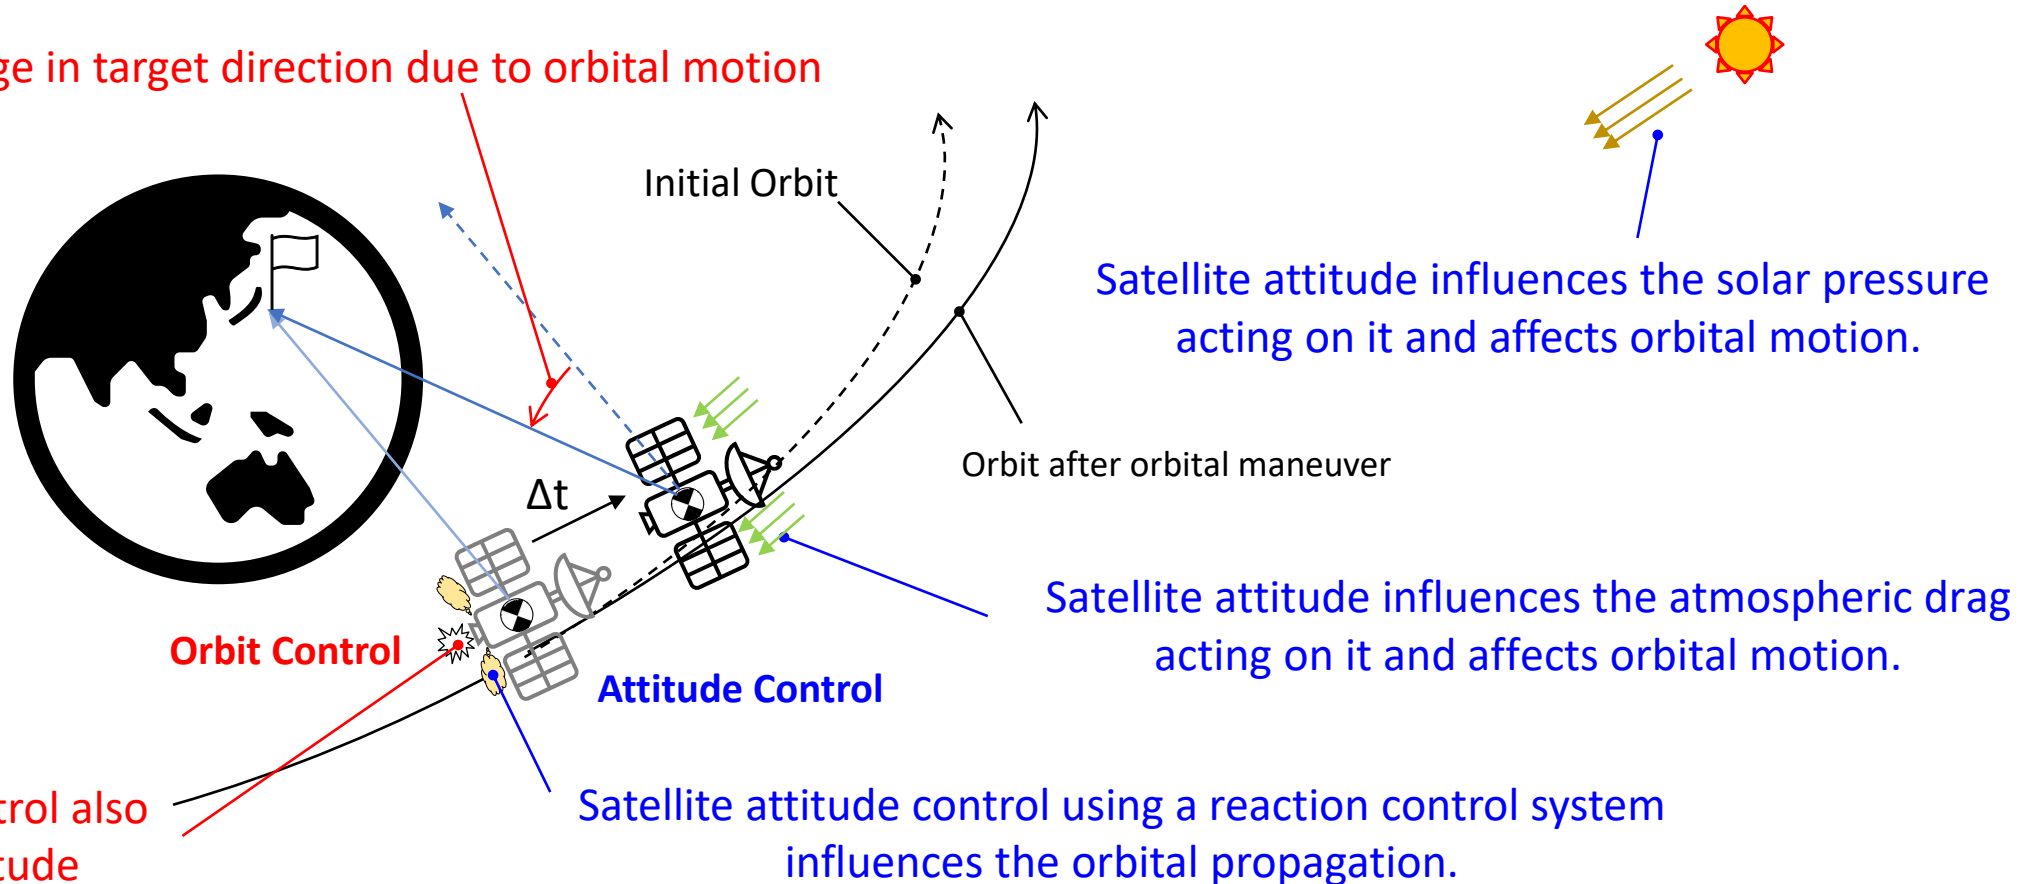 ge in target direction due to orbital motion
Initial Orbit
Satellite attitude influences the solar pressure
acting on it and affects orbital motion.
Orbit after orbital maneuver
Δt
Satellite attitude influences the atmospheric drag
acting on it and affects orbital motion.
Orbit Control
Attitude Control
trol also
tude
Satellite attitude control using a reaction control system
influences the orbital propagation.